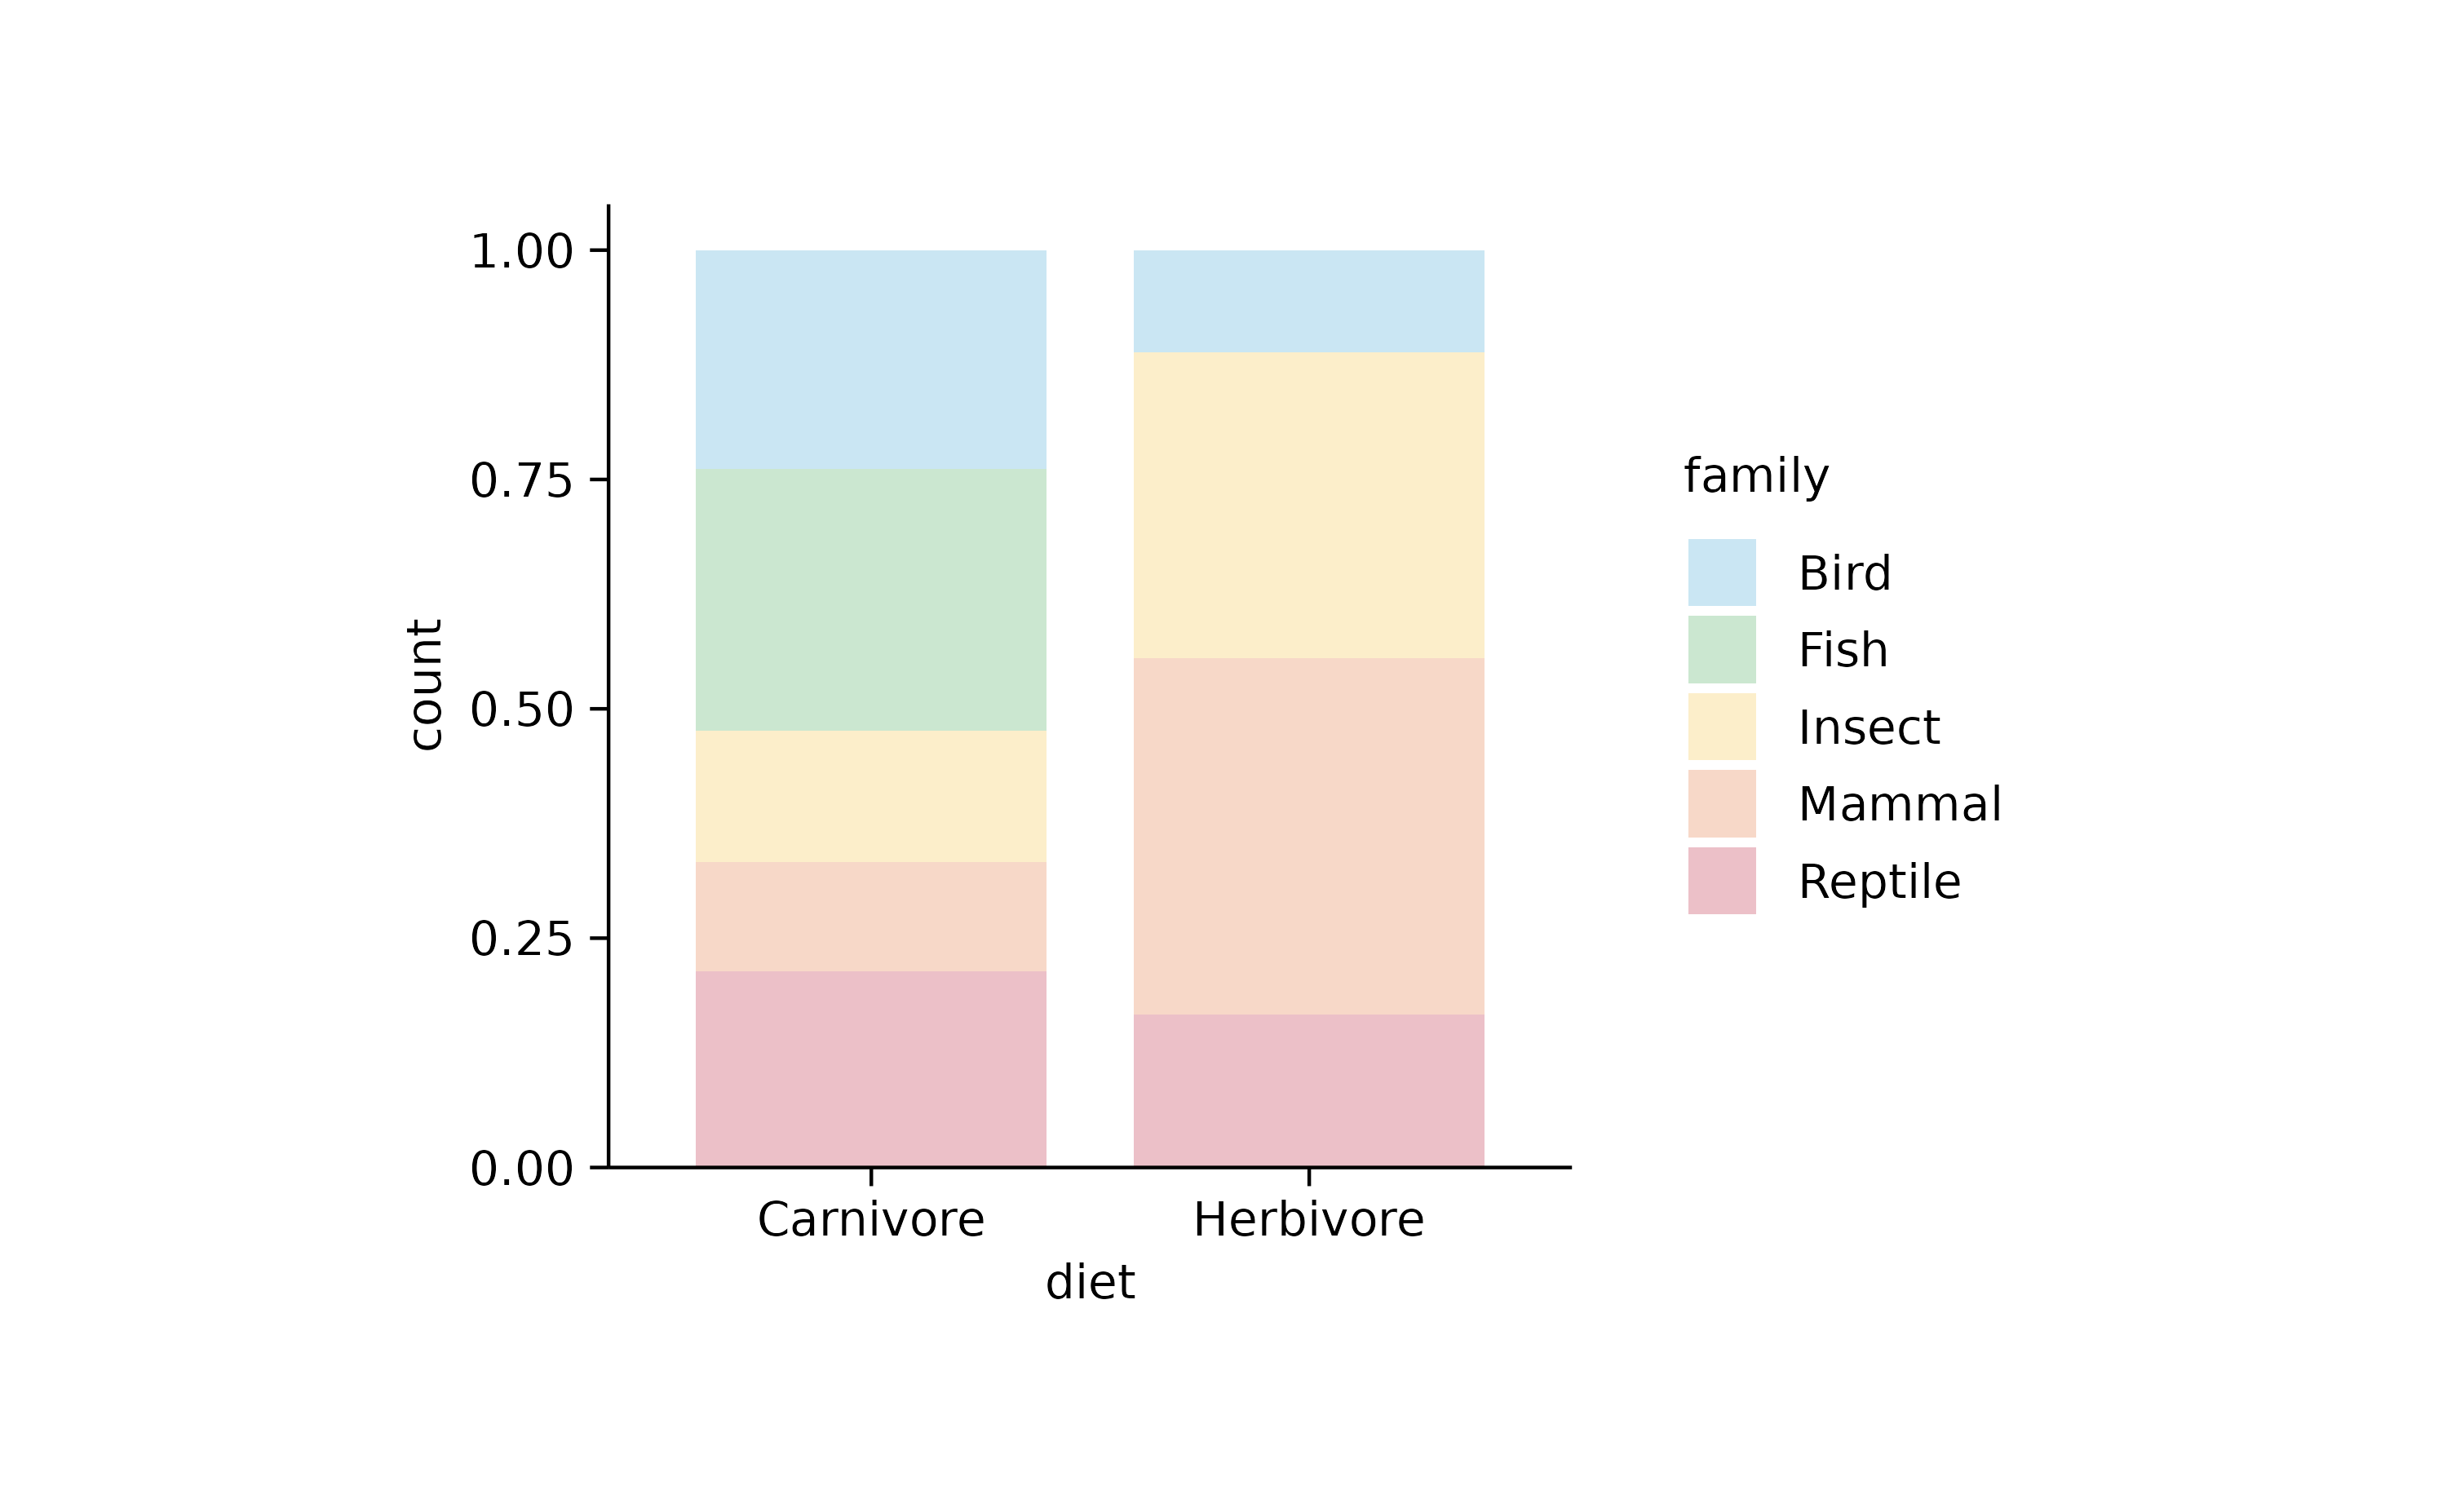 1.00
0.75
0.50
0.25
0.00
count
Carnivore
Herbivore
diet
family
Bird
Fish
Insect
Mammal
Reptile